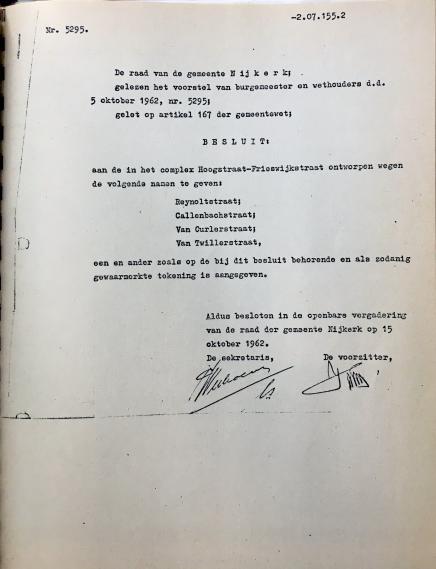 -2.07.155.2
Nr. 5295.
De raad van de gemeente N i j k e r k;
gelezen het voorstel van burgemeester en wethouders d.d.
5 oktober 1962, nr. 5295;
gelet op artikel 167 der gemeentewet;
B E S L U I T:
aan de in het complex Hoogstraat-Frieswijkstraat ontworpen wegen
de volgende namen te geven:
Reynoltstraat;
Callenbachstraat;
Van Curlerstraat;
Van Twillerstraat,
een en ander zoals op de bij dit besluit behorende en als zodanig
gewaarmerkte tekening is aangegeven.
Aldus besloten in de openbare vergadering
van de raad der gemeente Nijkerk op 15
oktober 1962.
De sekretaris, De voorzitter,